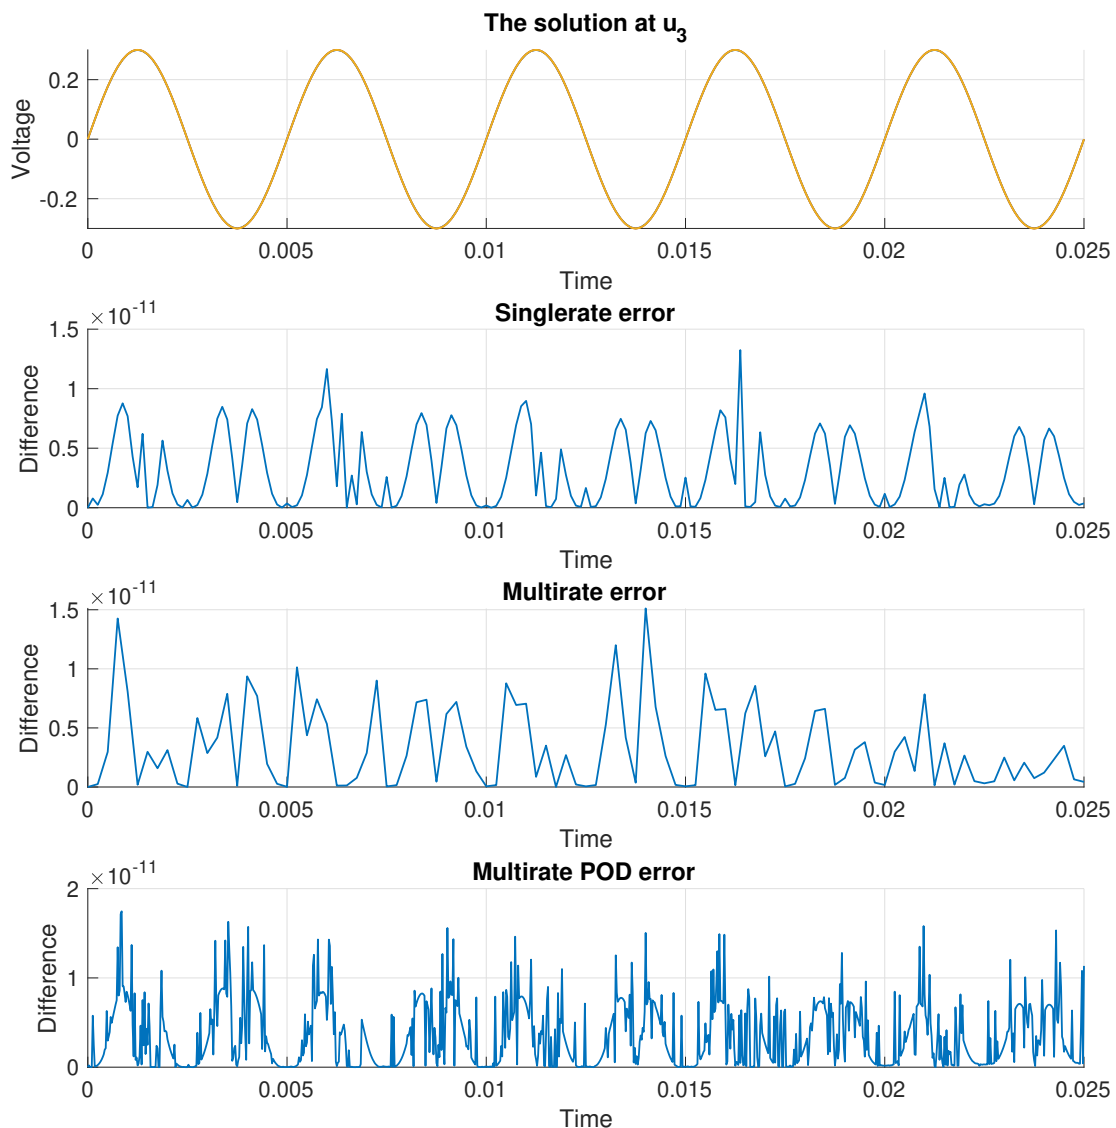 The solution at u₃
Voltage
0.2
0
-0.2
0 0.005 0.01 0.015 0.02 0.025
Time
×10⁻¹¹
Singlerate error
Difference
1.5
1
0.5
0
0 0.005 0.01 0.015 0.02 0.025
Time
×10⁻¹¹
Multirate error
Difference
1.5
1
0.5
0
0 0.005 0.01 0.015 0.02 0.025
Time
×10⁻¹¹
Multirate POD error
Difference
2
1
0
0 0.005 0.01 0.015 0.02 0.025
Time